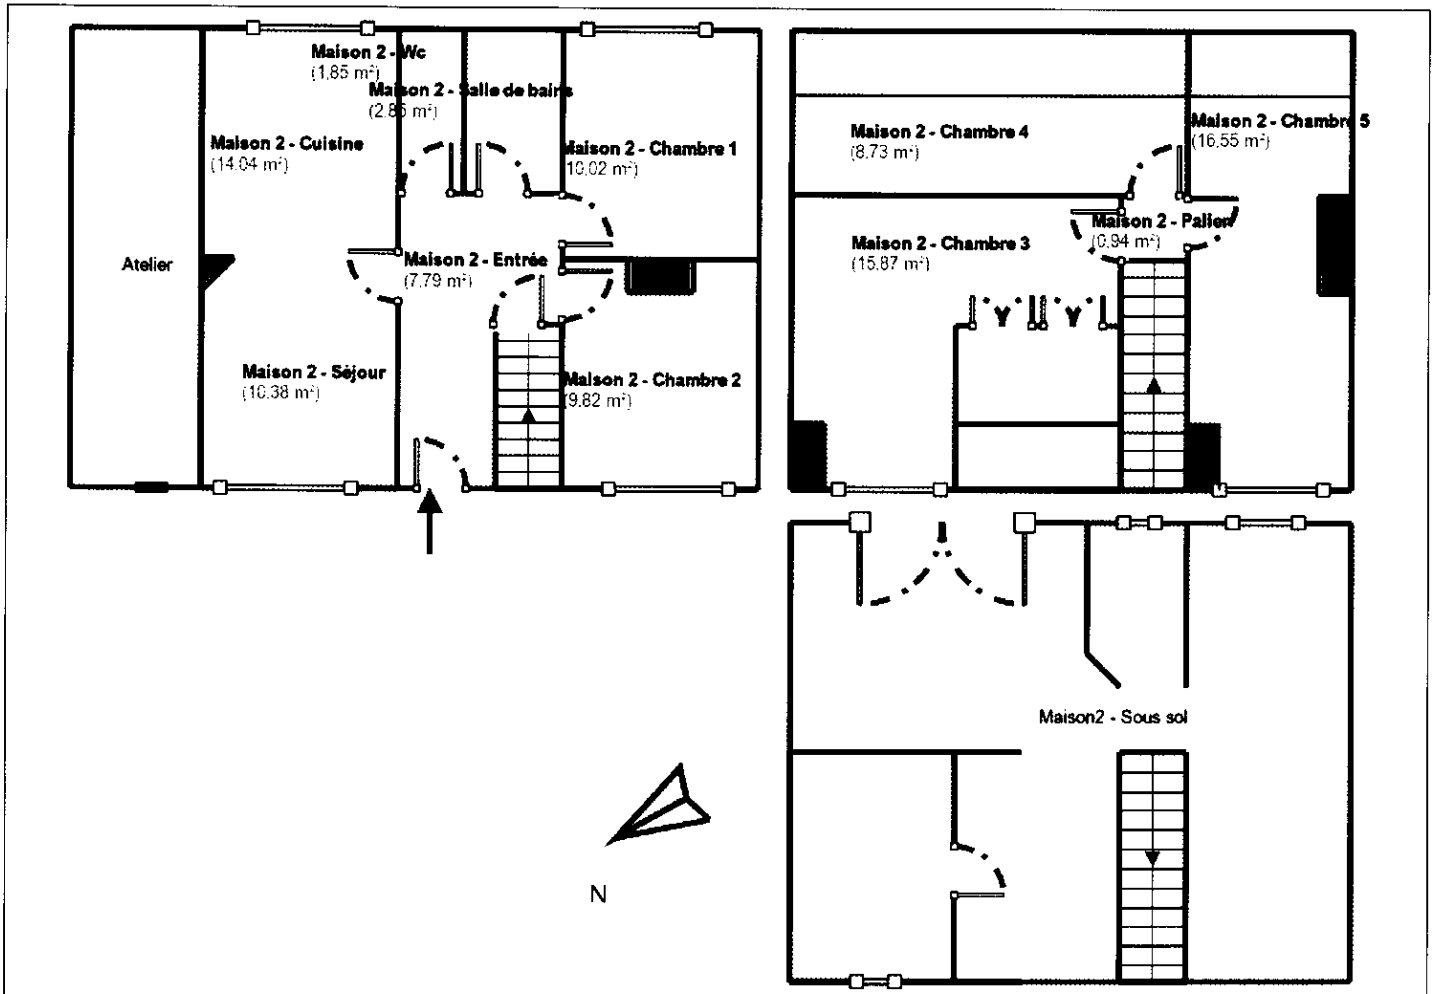 Maison 2 - Wc
(1,85 m²)
Maison 2 - Salle de bains
(2.86 m²)
Maison 2 - Cuisine
(14.04 m²)
Maison 2 - Chambre 1
(10,02 m²)
Atelier
Maison 2 - Entrée
(7.79 m²)
Maison 2 - Séjour
(10.38 m²)
Maison 2 - Chambre 2
(9.82 m²)
Maison 2 - Chambre 4
(8.73 m²)
Maison 2 - Chambre 5
(16,55 m²)
Maison 2 - Palier
(0,94 m²)
Maison 2 - Chambre 3
(15.87 m²)
Maison2 - Sous sol
N